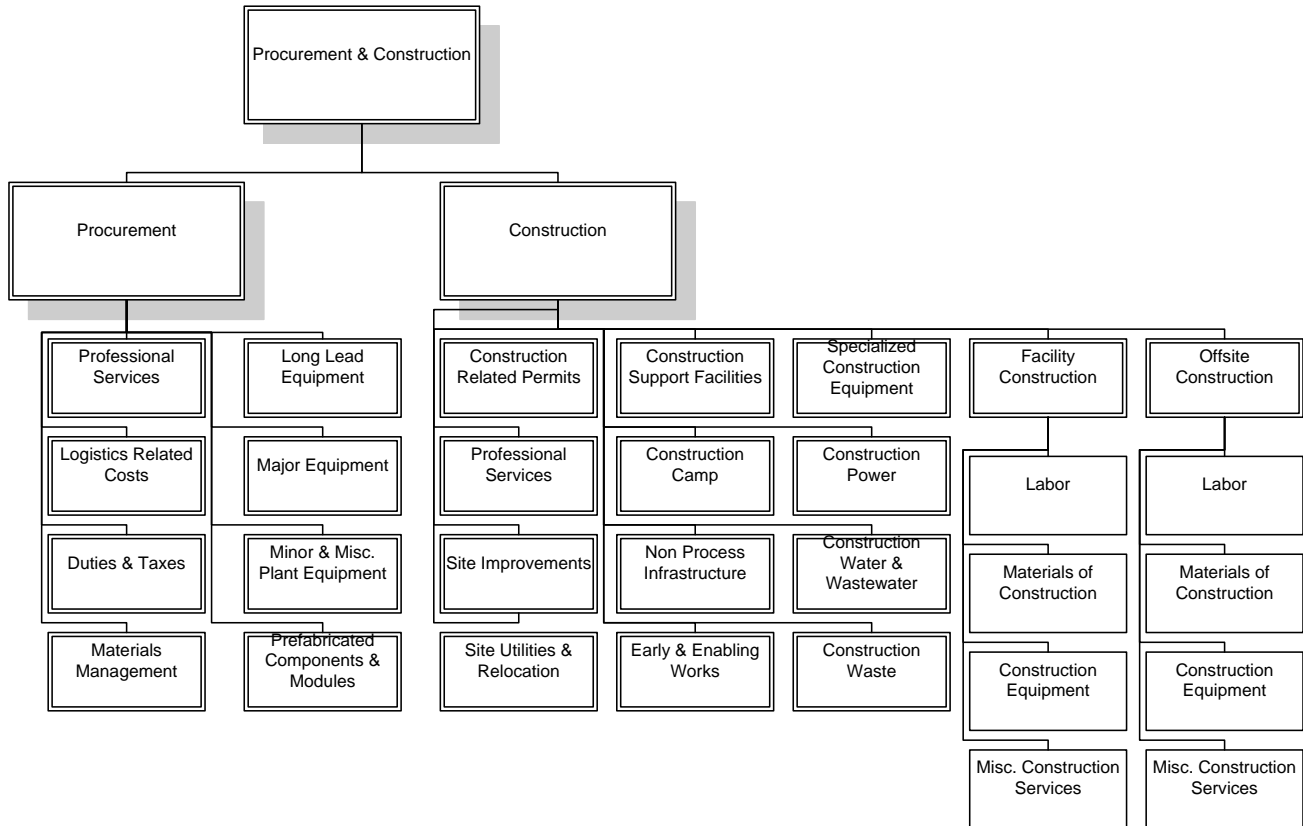 Procurement & Construction
Procurement
Construction
Professional
Services
Long Lead
Equipment
Construction
Related Permits
Construction
Support Facilities
Specialized
Construction
Equipment
Facility
Construction
Offsite
Construction
Logistics Related
Costs
Major Equipment
Professional
Services
Construction
Camp
Construction
Power
Labor
Labor
Duties & Taxes
Minor & Misc.
Plant Equipment
Site Improvements
Non Process
Infrastructure
Construction
Water &
Wastewater
Materials of
Construction
Materials of
Construction
Materials
Management
Prefabricated
Components &
Modules
Site Utilities &
Relocation
Early & Enabling
Works
Construction
Waste
Construction
Equipment
Construction
Equipment
Misc. Construction
Services
Misc. Construction
Services